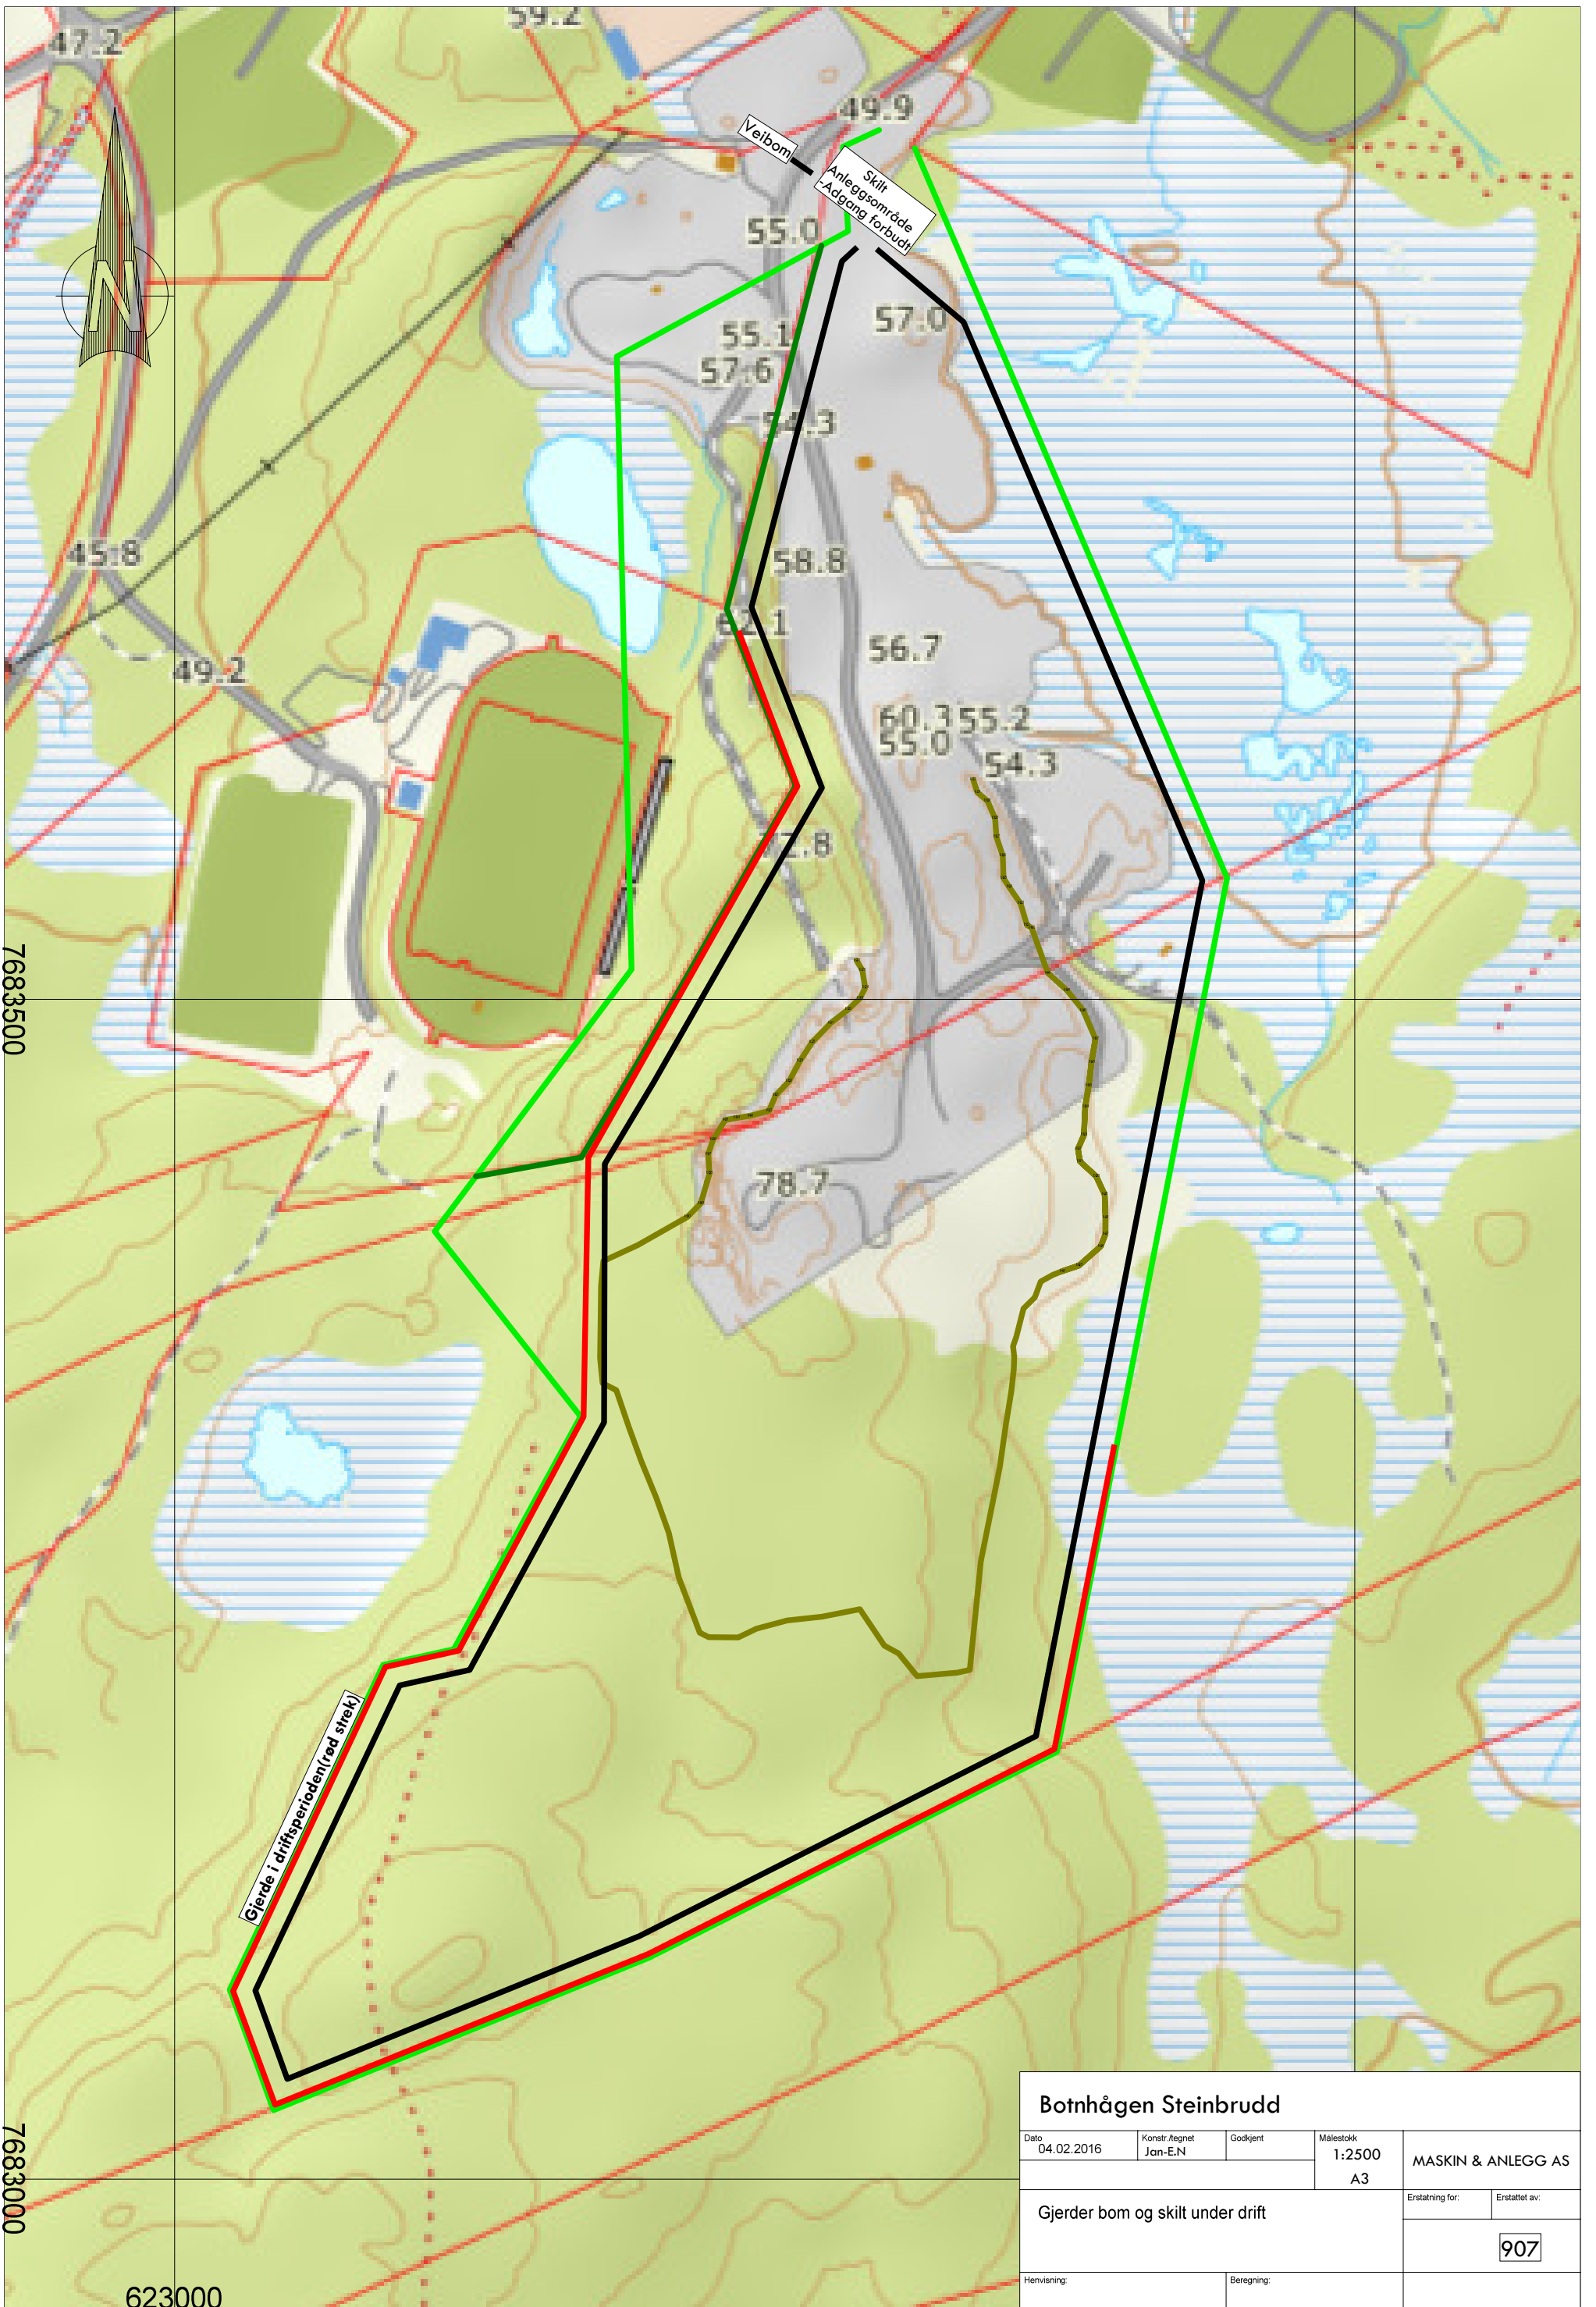 59.2
47.2
49.9
Veibom
Skilt
Anleggsområde
-Adgang forbudt
55.0
N
57.0
55.1
57.6
54.3
45.8
58.8
62.1
56.7
49.2
60.3 55.2
55.0
54.3
72.8
7683500
78.7
Gjerde i driftsperioden(rød strek)
7683000
623000
Botnhågen Steinbrudd
Dato
04.02.2016
Konstr./tegnet
Jan-E.N
Godkjent
Målestokk
1:2500
A3
MASKIN & ANLEGG AS
Gjerder bom og skilt under drift
Erstatning for:
Erstattet av:
907
Henvisning:
Beregning: